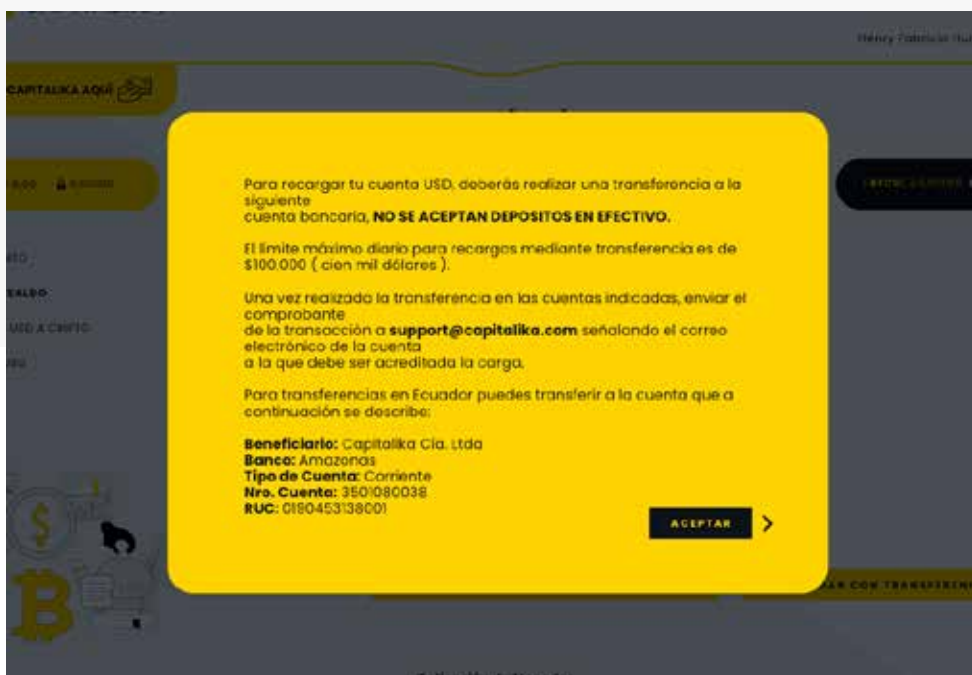 CAPITALIKA AQUÍ
Para recargar tu cuenta USD, deberás realizar una transferencia a la
siguiente
cuenta bancaria, NO SE ACEPTAN DEPOSITOS EN EFECTIVO.
El límite máximo diario para recargas mediante transferencia es de
$100.000 ( cien mil dólares ).
Una vez realizada la transferencia en las cuentas indicadas, enviar el
comprobante
de la transacción a support@capitalika.com señalando el correo
electrónico de la cuenta
a la que debe ser acreditada la carga.
Para transferencias en Ecuador puedes transferir a la cuenta que a
continuación se describe:
Beneficiario: Capitalika Cía. Ltda
Banco: Amazonas
Tipo de Cuenta: Corriente
Nro. Cuenta: 3501080038
RUC: 0190453138001
ACEPTAR
USD A CRIPTO